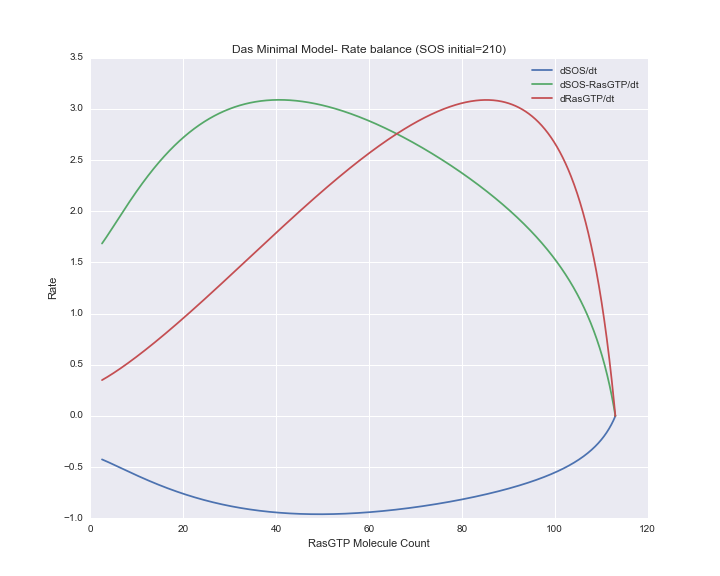 Das Minimal Model- Rate balance (SOS initial=210)
3.5
3.0
2.5
2.0
1.5
1.0
0.5
0.0
−0.5
−1.0
Rate
dSOS/dt
dSOS-RasGTP/dt
dRasGTP/dt
0 20 40 60 80 100 120
RasGTP Molecule Count